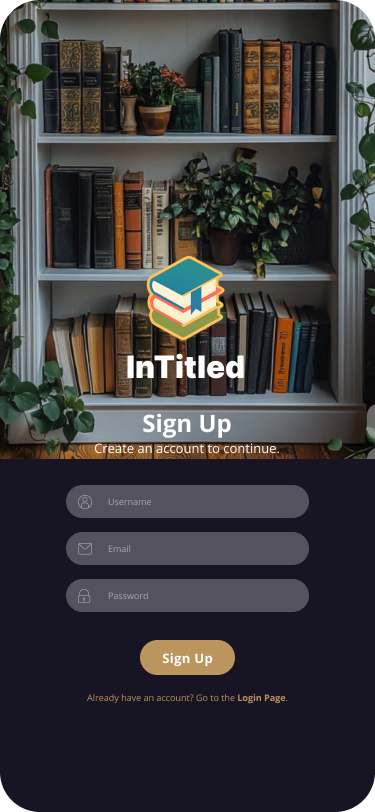 InTitled
Sign Up
Create an account to continue.
Username
Email
Password
Sign Up
Already have an account? Go to the Login Page.